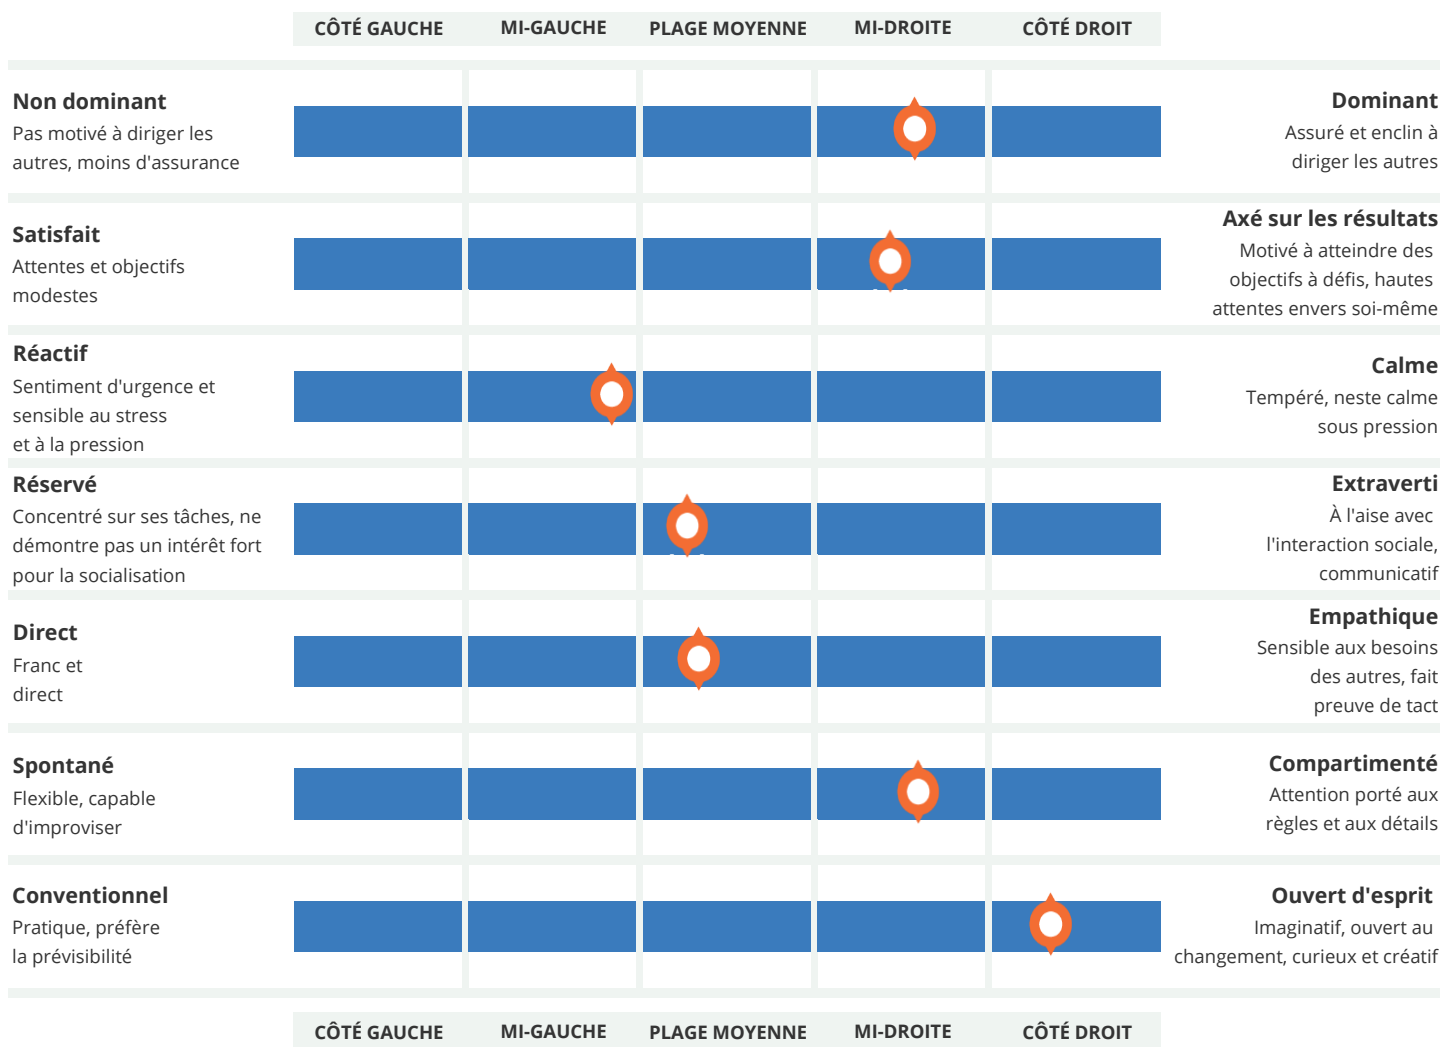 CÔTÉ GAUCHE MI-GAUCHE PLAGE MOYENNE MI-DROITE CÔTÉ DROIT
Non dominant
Pas motivé à diriger les
autres, moins d'assurance
Dominant
Assuré et enclin à
diriger les autres
Satisfait
Attentes et objectifs
modestes
Axé sur les résultats
Motivé à atteindre des
objectifs à défis, hautes
attentes envers soi-même
Réactif
Sentiment d'urgence et
sensible au stress
et à la pression
Calme
Tempéré, neste calme
sous pression
Réservé
Concentré sur ses tâches, ne
démontre pas un intérêt fort
pour la socialisation
Extraverti
À l'aise avec
l'interaction sociale,
communicatif
Direct
Franc et
direct
Empathique
Sensible aux besoins
des autres, fait
preuve de tact
Spontané
Flexible, capable
d'improviser
Compartimenté
Attention porté aux
règles et aux détails
Conventionnel
Pratique, préfère
la prévisibilité
Ouvert d'esprit
Imaginatif, ouvert au
changement, curieux et créatif
CÔTÉ GAUCHE MI-GAUCHE PLAGE MOYENNE MI-DROITE CÔTÉ DROIT